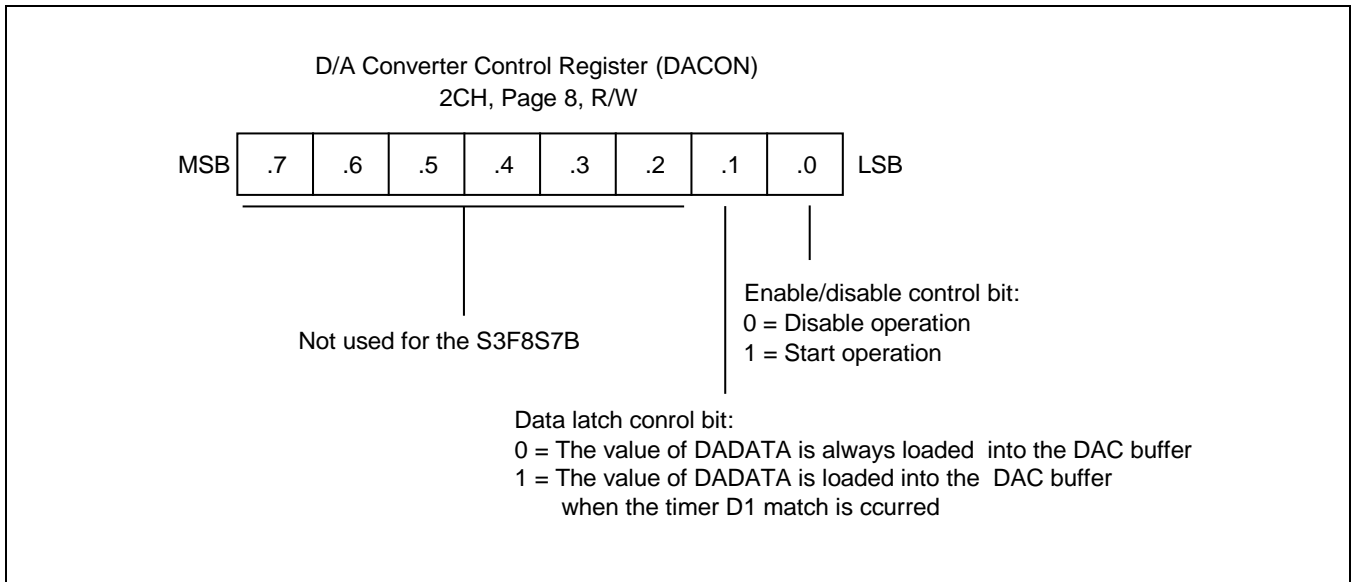 D/A Converter Control Register (DACON)
2CH, Page 8, R/W
MSB .7 .6 .5 .4 .3 .2 .1 .0 LSB
Not used for the S3F8S7B
Enable/disable control bit:
0 = Disable operation
1 = Start operation
Data latch conrol bit:
0 = The value of DADATA is always loaded into the DAC buffer
1 = The value of DADATA is loaded into the DAC buffer
when the timer D1 match is ccurred